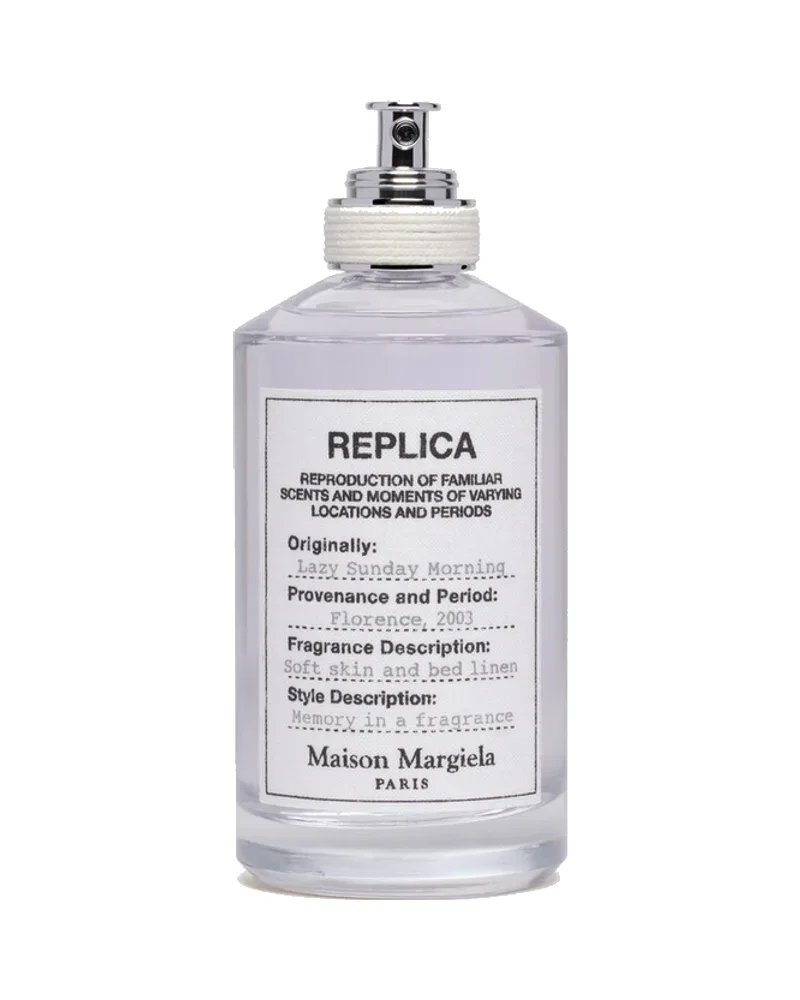 REPLICA
REPRODUCTION OF FAMILIAR
SCENTS AND MOMENTS OF VARYING
LOCATIONS AND PERIODS
Originally:
Lazy Sunday Morning
Provenance and Period:
Florence, 2003
Fragrance Description:
Soft skin and bed linen
Style Description:
Memory in a fragrance
Maison Margiela
PARIS